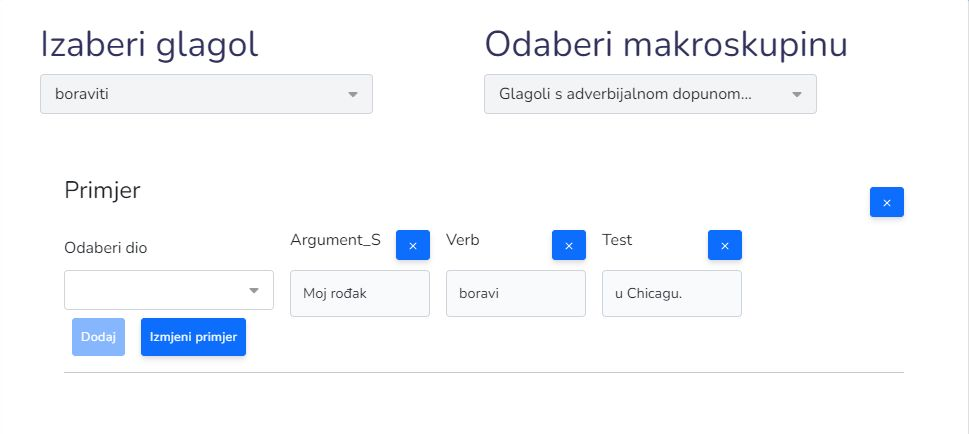 Izaberi glagol
Odaberi makroskupinu
boraviti
Glagoli s adverbijalnom dopunom...
Primjer
×
Odaberi dio
Argument_S
×
Verb
×
Test
×
Moj rođak
boravi
u Chicagu.
Dodaj
Izmjeni primjer